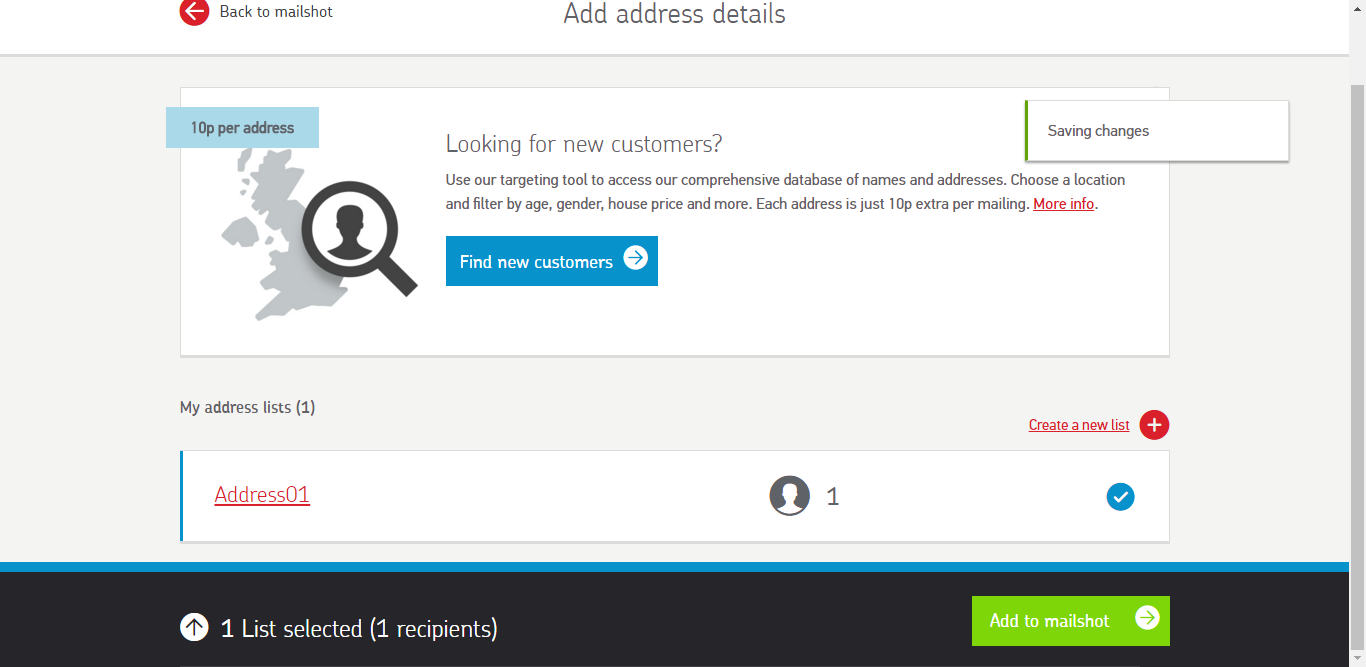 Back to mailshot
Add address details
10p per address
Saving changes
Looking for new customers?
Use our targeting tool to access our comprehensive database of names and addresses. Choose a location
and filter by age, gender, house price and more. Each address is just 10p extra per mailing. More info.
Find new customers
My address lists (1)
Create a new list
Address01
1
1 List selected (1 recipients)
Add to mailshot